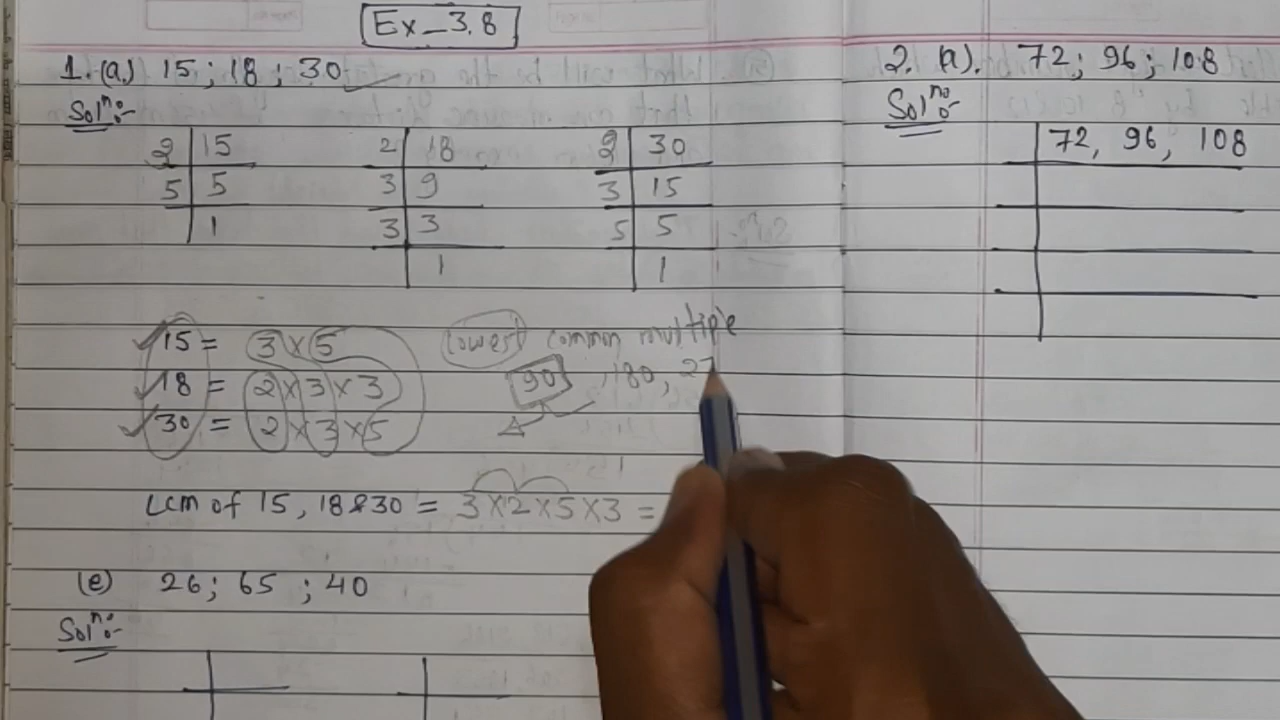 Ex_3.8
1. (a) 15 ; 18 ; 30
Solⁿ:-
2 | 15
5 | 5
1
2 | 18
3 | 9
3 | 3
1
2 | 30
3 | 15
5 | 5
1
15 = 3 × 5
18 = 2 × 3 × 3
30 = 2 × 3 × 5
Lowest common multiple
90 , 180, 27
LCM of 15, 18 & 30 = 3 × 2 × 5 × 3 =
(e) 26 ; 65 ; 40
Solⁿ:-
2. (a). 72 ; 96 ; 108
Solⁿ:-
72, 96, 108